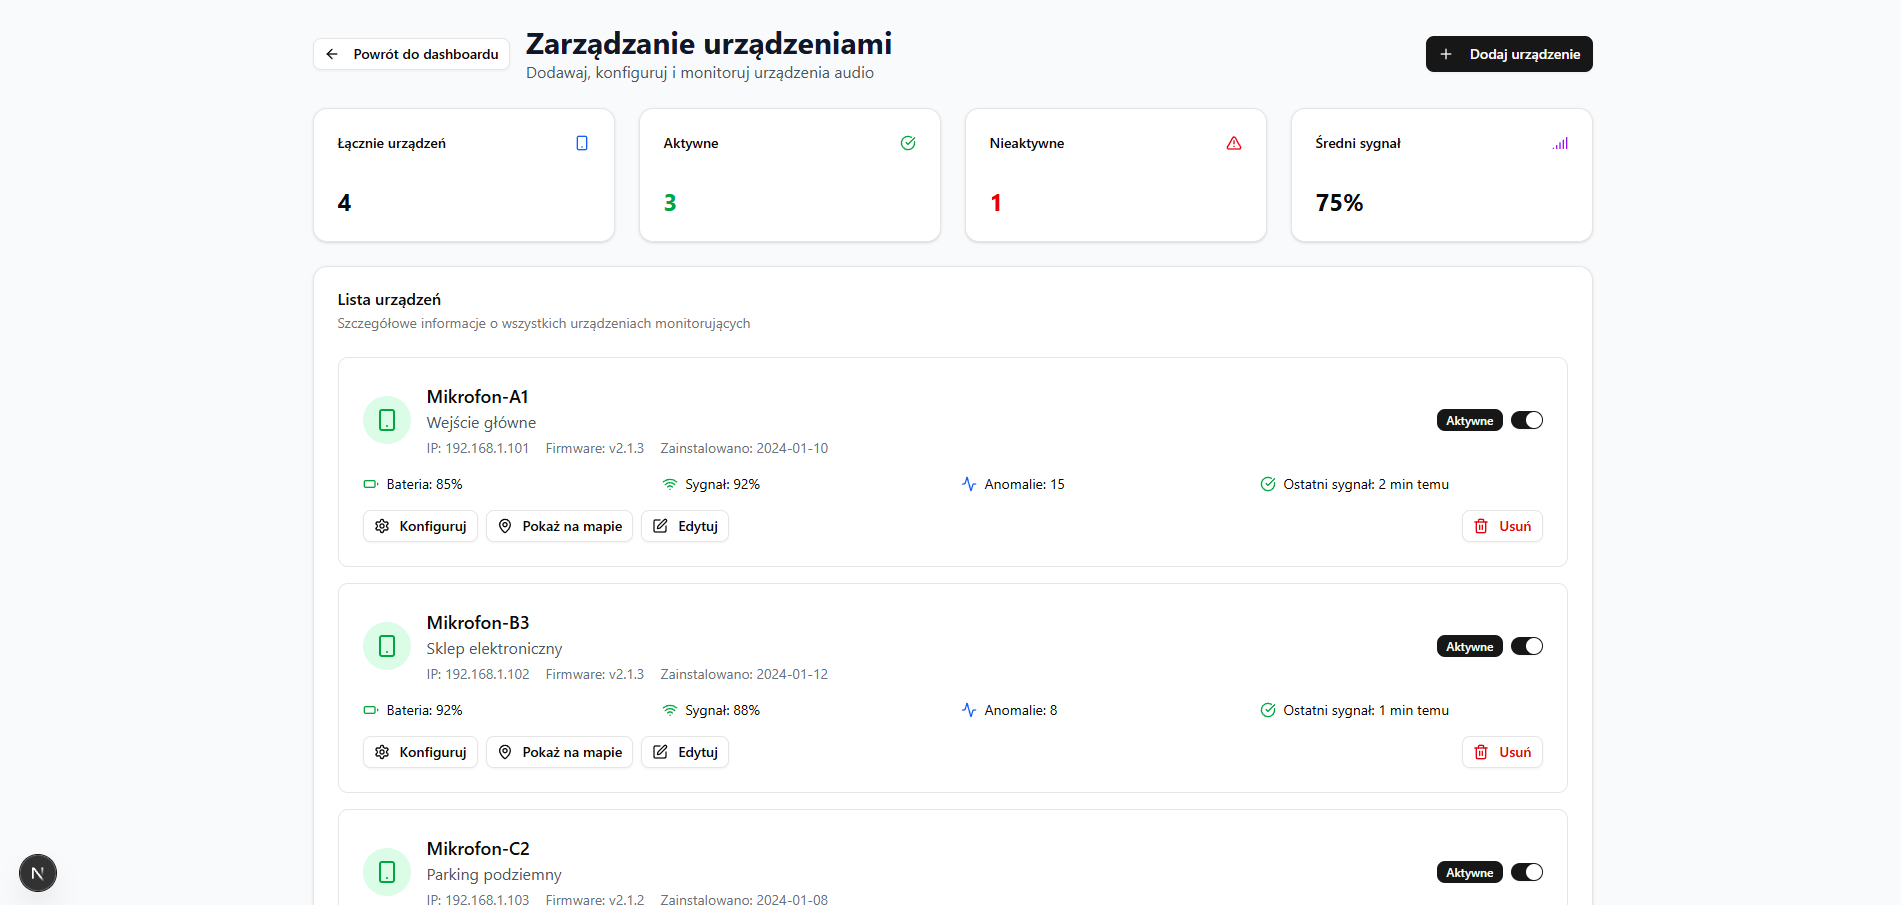 Powrót do dashboardu
Zarządzanie urządzeniami
Dodawaj, konfiguruj i monitoruj urządzenia audio
Dodaj urządzenie
Łącznie urządzeń
4
Aktywne
3
Nieaktywne
1
Średni sygnał
75%
Lista urządzeń
Szczegółowe informacje o wszystkich urządzeniach monitorujących
Mikrofon-A1
Wejście główne
IP: 192.168.1.101 Firmware: v2.1.3 Zainstalowano: 2024-01-10
Aktywne
Bateria: 85% Sygnał: 92% Anomalie: 15 Ostatni sygnał: 2 min temu
Konfiguruj Pokaż na mapie Edytuj Usuń
Mikrofon-B3
Sklep elektroniczny
IP: 192.168.1.102 Firmware: v2.1.3 Zainstalowano: 2024-01-12
Aktywne
Bateria: 92% Sygnał: 88% Anomalie: 8 Ostatni sygnał: 1 min temu
Konfiguruj Pokaż na mapie Edytuj Usuń
Mikrofon-C2
Parking podziemny
IP: 192.168.1.103 Firmware: v2.1.2 Zainstalowano: 2024-01-08
Aktywne
N